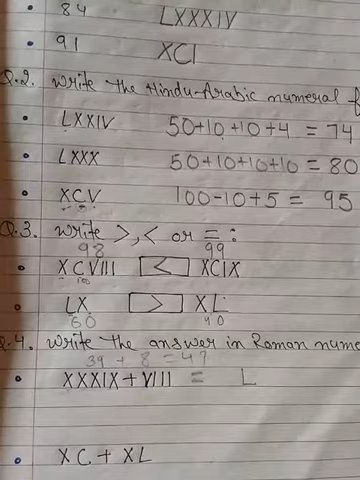 • 84 LXXXIV
• 91 XCI
Q.2. Write the Hindu-Arabic numeral f
• LXXIV 50+10+10+4 = 74
• LXXX 50+10+10+10 = 80
• XCV 100-10+5 = 95
Q.3. Write >, < or = :
98 99
• XCVIII < XCIX
100
• LX > XL
60 40
Q.4. Write the answer in Roman nume
39 + 8 = 47
• XXXIX + VIII = L
• XC + XL